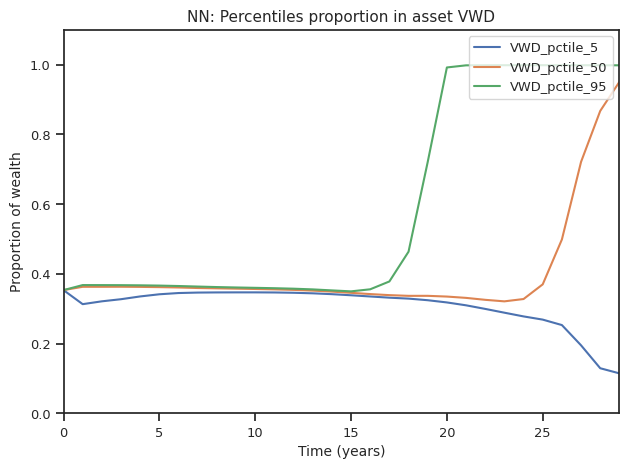 NN: Percentiles proportion in asset VWD
VWD_pctile_5
VWD_pctile_50
VWD_pctile_95
Proportion of wealth
1.0
0.8
0.6
0.4
0.2
0.0
0 5 10 15 20 25
Time (years)